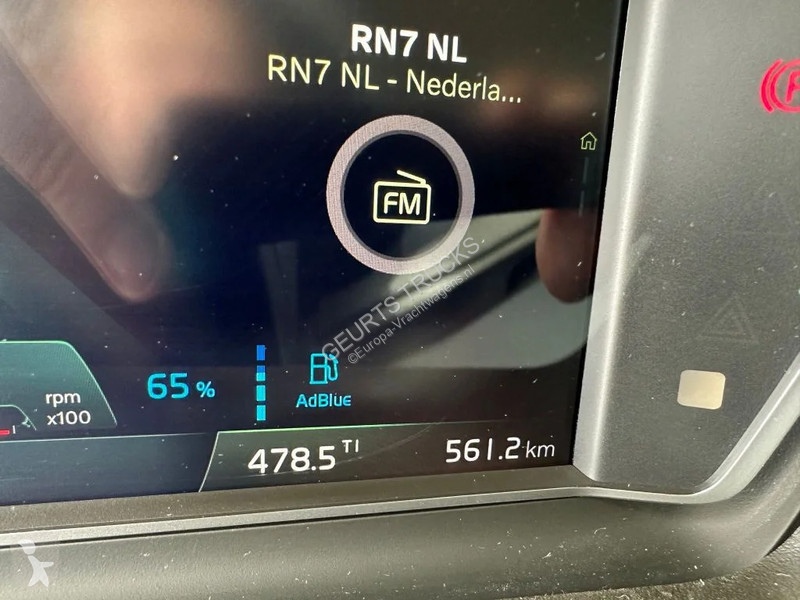 RN7 NL
RN7 NL - Nederla...
FM
GEURTS TRUCKS
©Europa-Vrachtwagens.nl
65 %
AdBlue
rpm
x100
478.5 TI
561.2 km